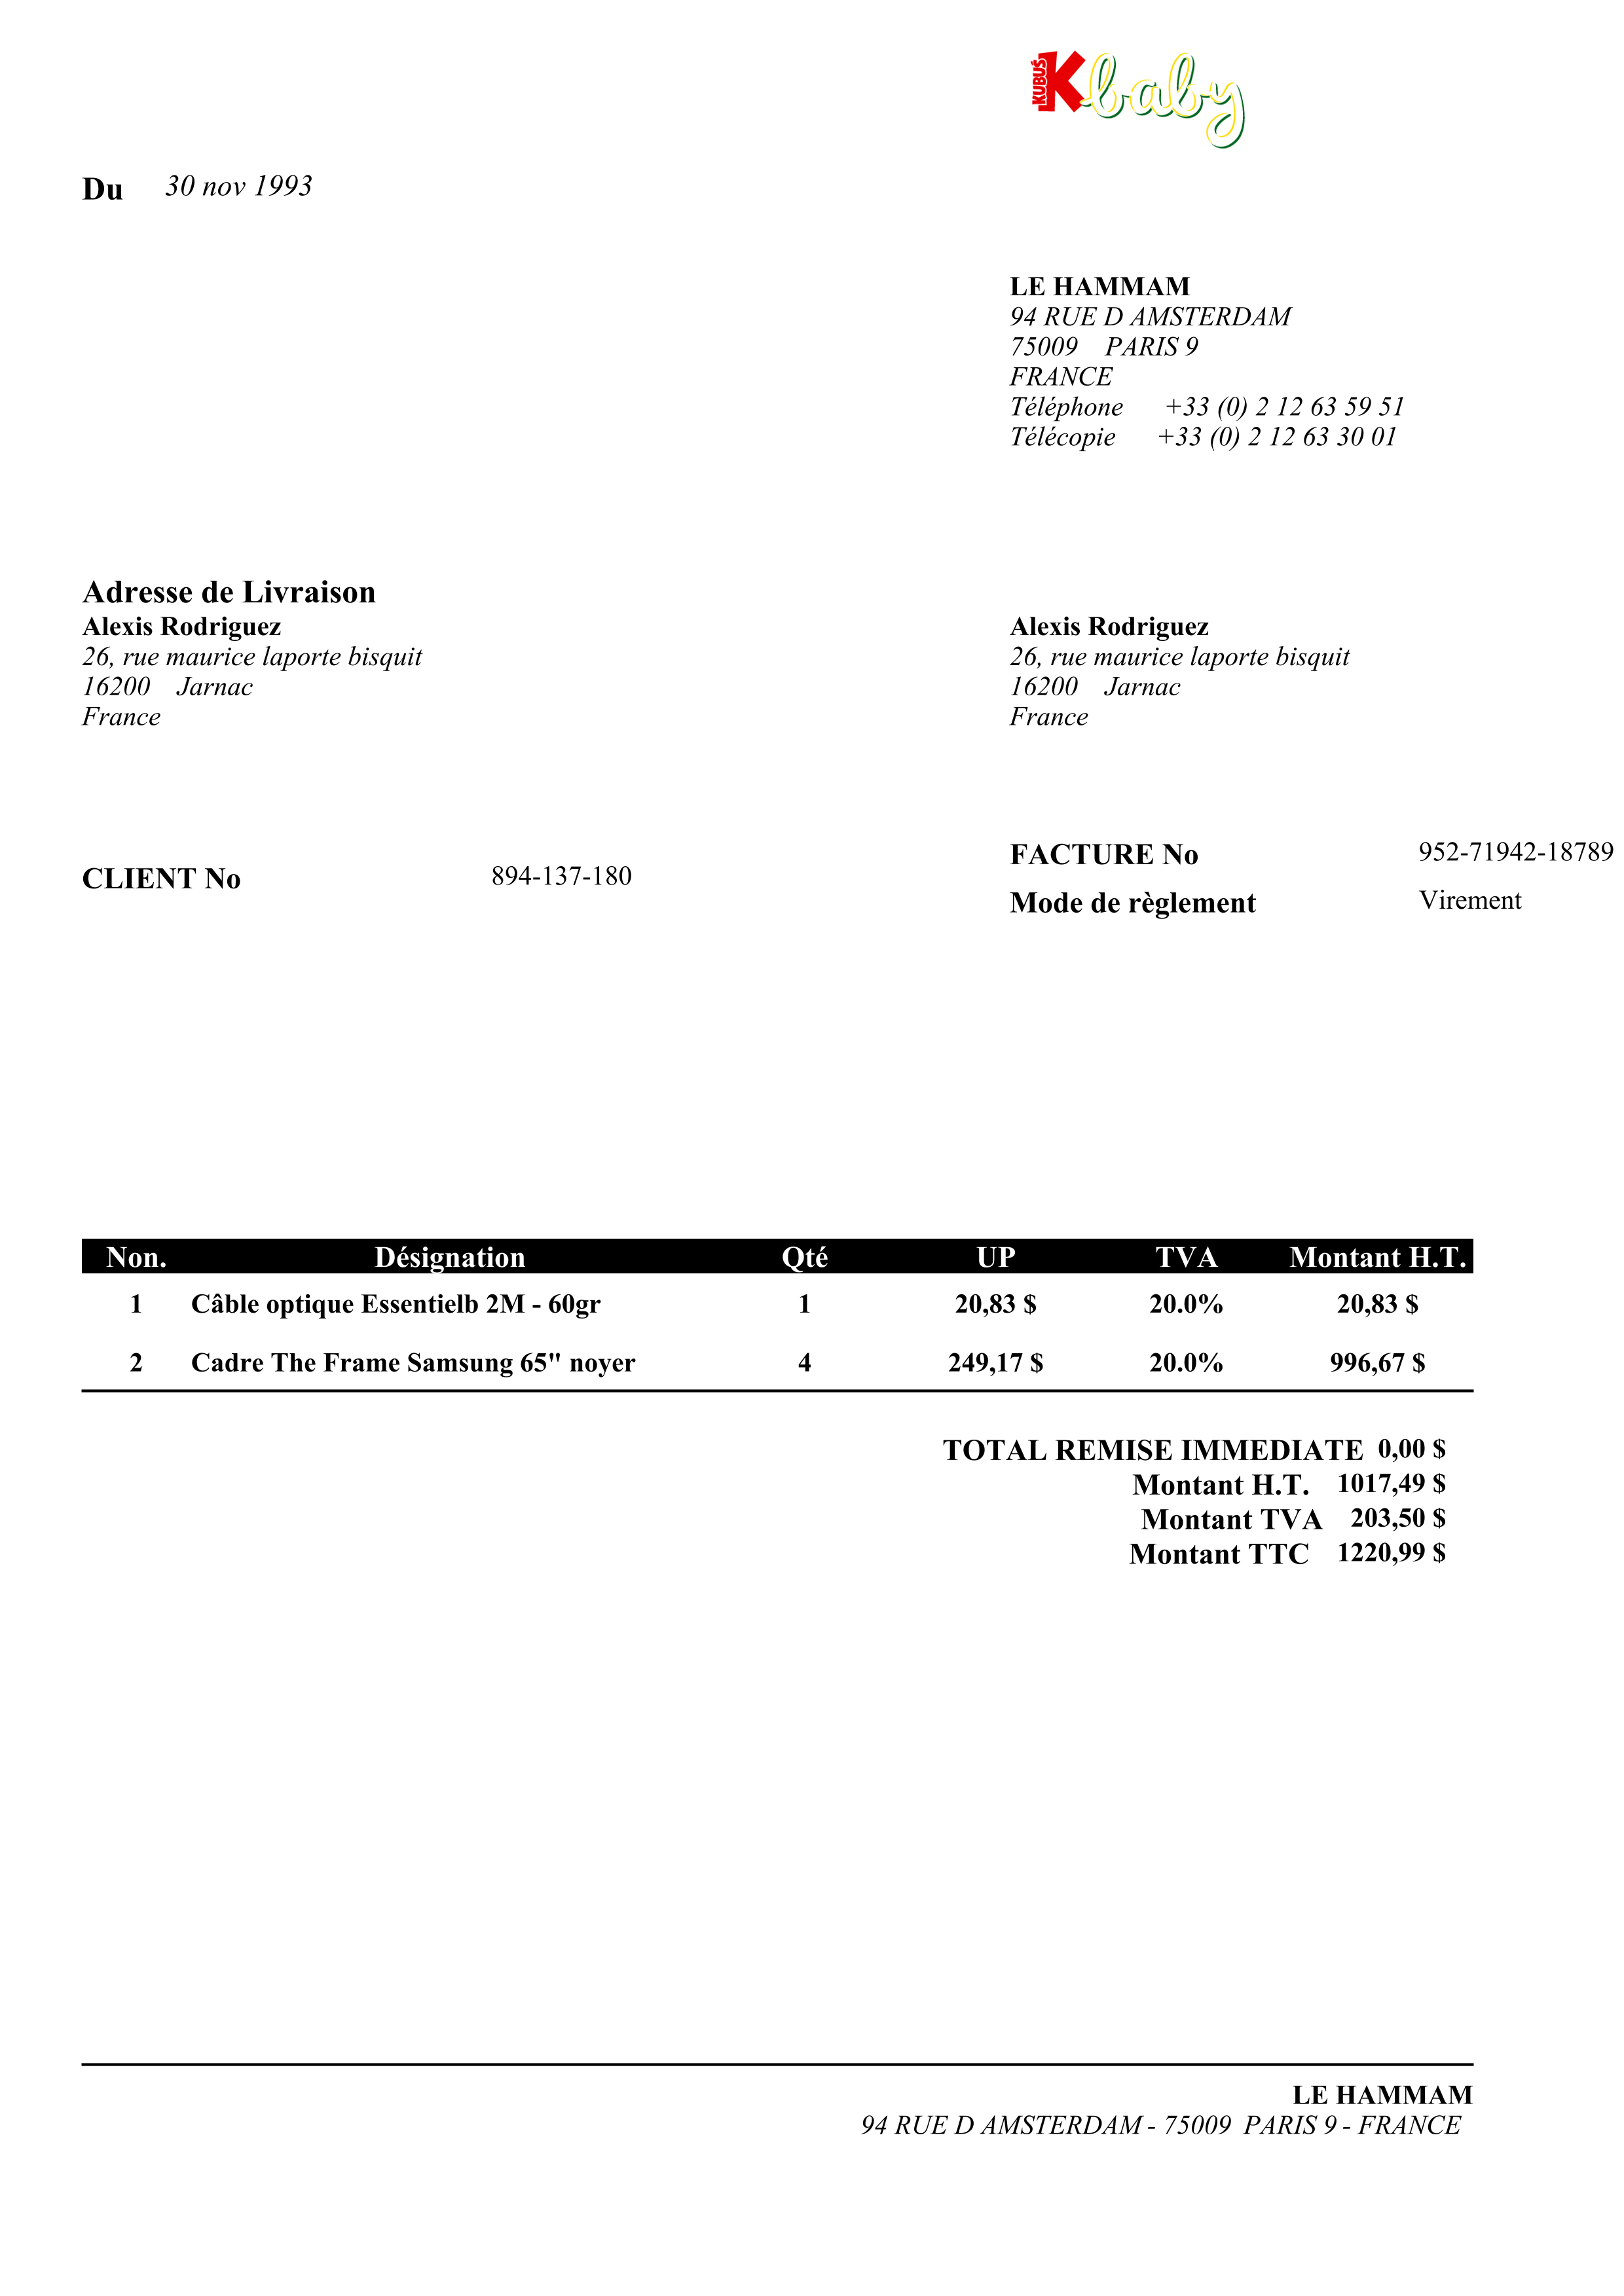 KUBUŚ K baby
Du 30 nov 1993
LE HAMMAM
94 RUE D AMSTERDAM
75009 PARIS 9
FRANCE
Téléphone +33 (0) 2 12 63 59 51
Télécopie +33 (0) 2 12 63 30 01
Adresse de Livraison
Alexis Rodriguez
26, rue maurice laporte bisquit
16200 Jarnac
France
Alexis Rodriguez
26, rue maurice laporte bisquit
16200 Jarnac
France
CLIENT No 894-137-180
FACTURE No 952-71942-18789
Mode de règlement Virement
Non. Désignation Qté UP TVA Montant H.T.
1 Câble optique Essentielb 2M - 60gr 1 20,83 $ 20.0% 20,83 $
2 Cadre The Frame Samsung 65" noyer 4 249,17 $ 20.0% 996,67 $
TOTAL REMISE IMMEDIATE 0,00 $
Montant H.T. 1017,49 $
Montant TVA 203,50 $
Montant TTC 1220,99 $
LE HAMMAM
94 RUE D AMSTERDAM - 75009 PARIS 9 - FRANCE